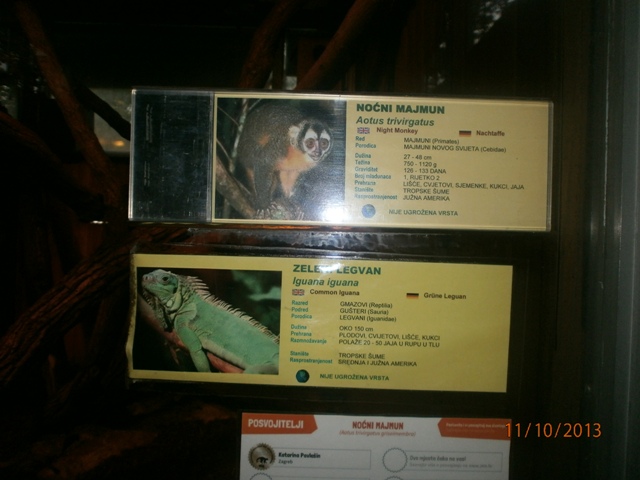 NOĆNI MAJMUN
Aotus trivirgatus
Night Monkey Nachtaffe
Red MAJMUNI (Primates)
Porodica MAJMUNI NOVOG SVIJETA (Cebidae)
Dužina 27 - 48 cm
Težina 750 - 1120 g
Graviditet 126 - 133 DANA
Broj mladunaca 1, RIJETKO 2
Prehrana LIŠĆE, CVJETOVI, SJEMENKE, KUKCI, JAJA
Stanište TROPSKE ŠUME
Rasprostranjenost JUŽNA AMERIKA
NIJE UGROŽENA VRSTA
ZELENI LEGVAN
Iguana iguana
Common Iguana Grüne Leguan
Razred GMAZOVI (Reptilia)
Podred GUŠTERI (Sauria)
Porodica LEGVANI (Iguanidae)
Dužina OKO 150 cm
Prehrana PLODOVI, CVJETOVI, LIŠĆE, KUKCI
Razmnožavanje POLAŽE 20 - 50 JAJA U RUPU U TLU
Stanište TROPSKE ŠUME
Rasprostranjenost SREDNJA I JUŽNA AMERIKA
NIJE UGROŽENA VRSTA
POSVOJITELJI NOĆNI MAJMUN
Katarina Pavlašin
Zagreb
11/10/2013